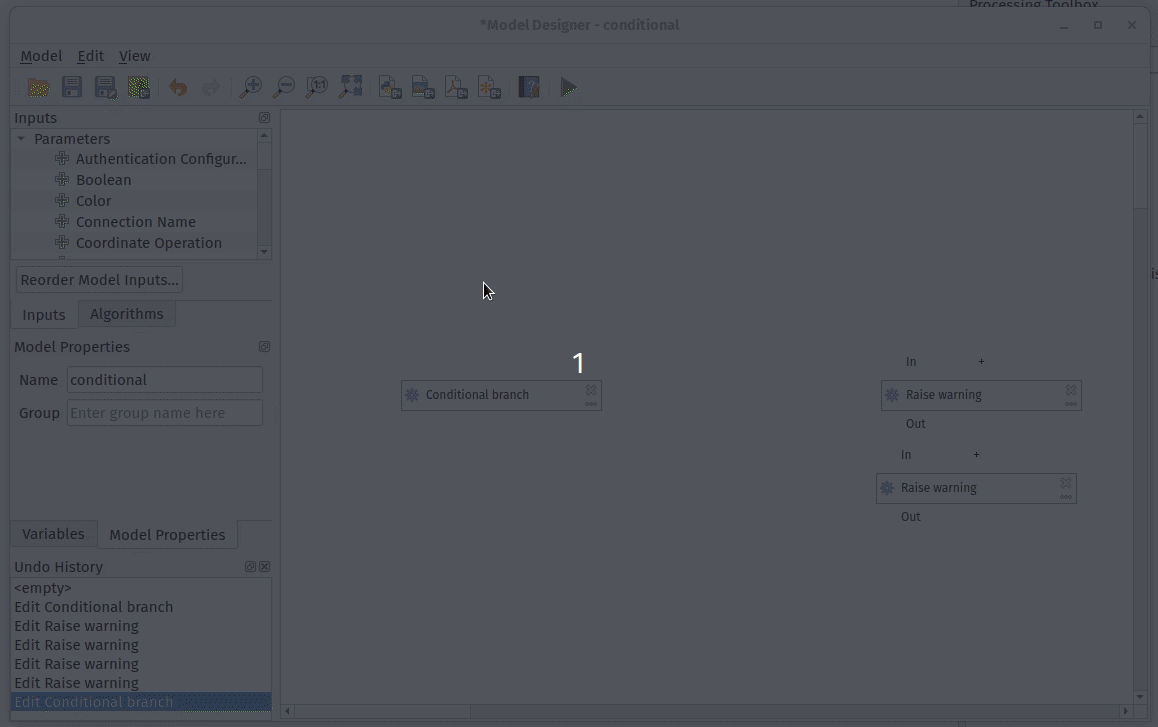 Processing Toolbox
*Model Designer - conditional
Model Edit View
1:1
Inputs
Parameters
Authentication Configur...
Boolean
Color
Connection Name
Coordinate Operation
Reorder Model Inputs...
Inputs Algorithms
Model Properties
Name conditional
Group Enter group name here
Variables Model Properties
Undo History
<empty>
Edit Conditional branch
Edit Raise warning
Edit Raise warning
Edit Raise warning
Edit Raise warning
Edit Conditional branch
1
Conditional branch
In +
Raise warning
Out
In +
Raise warning
Out